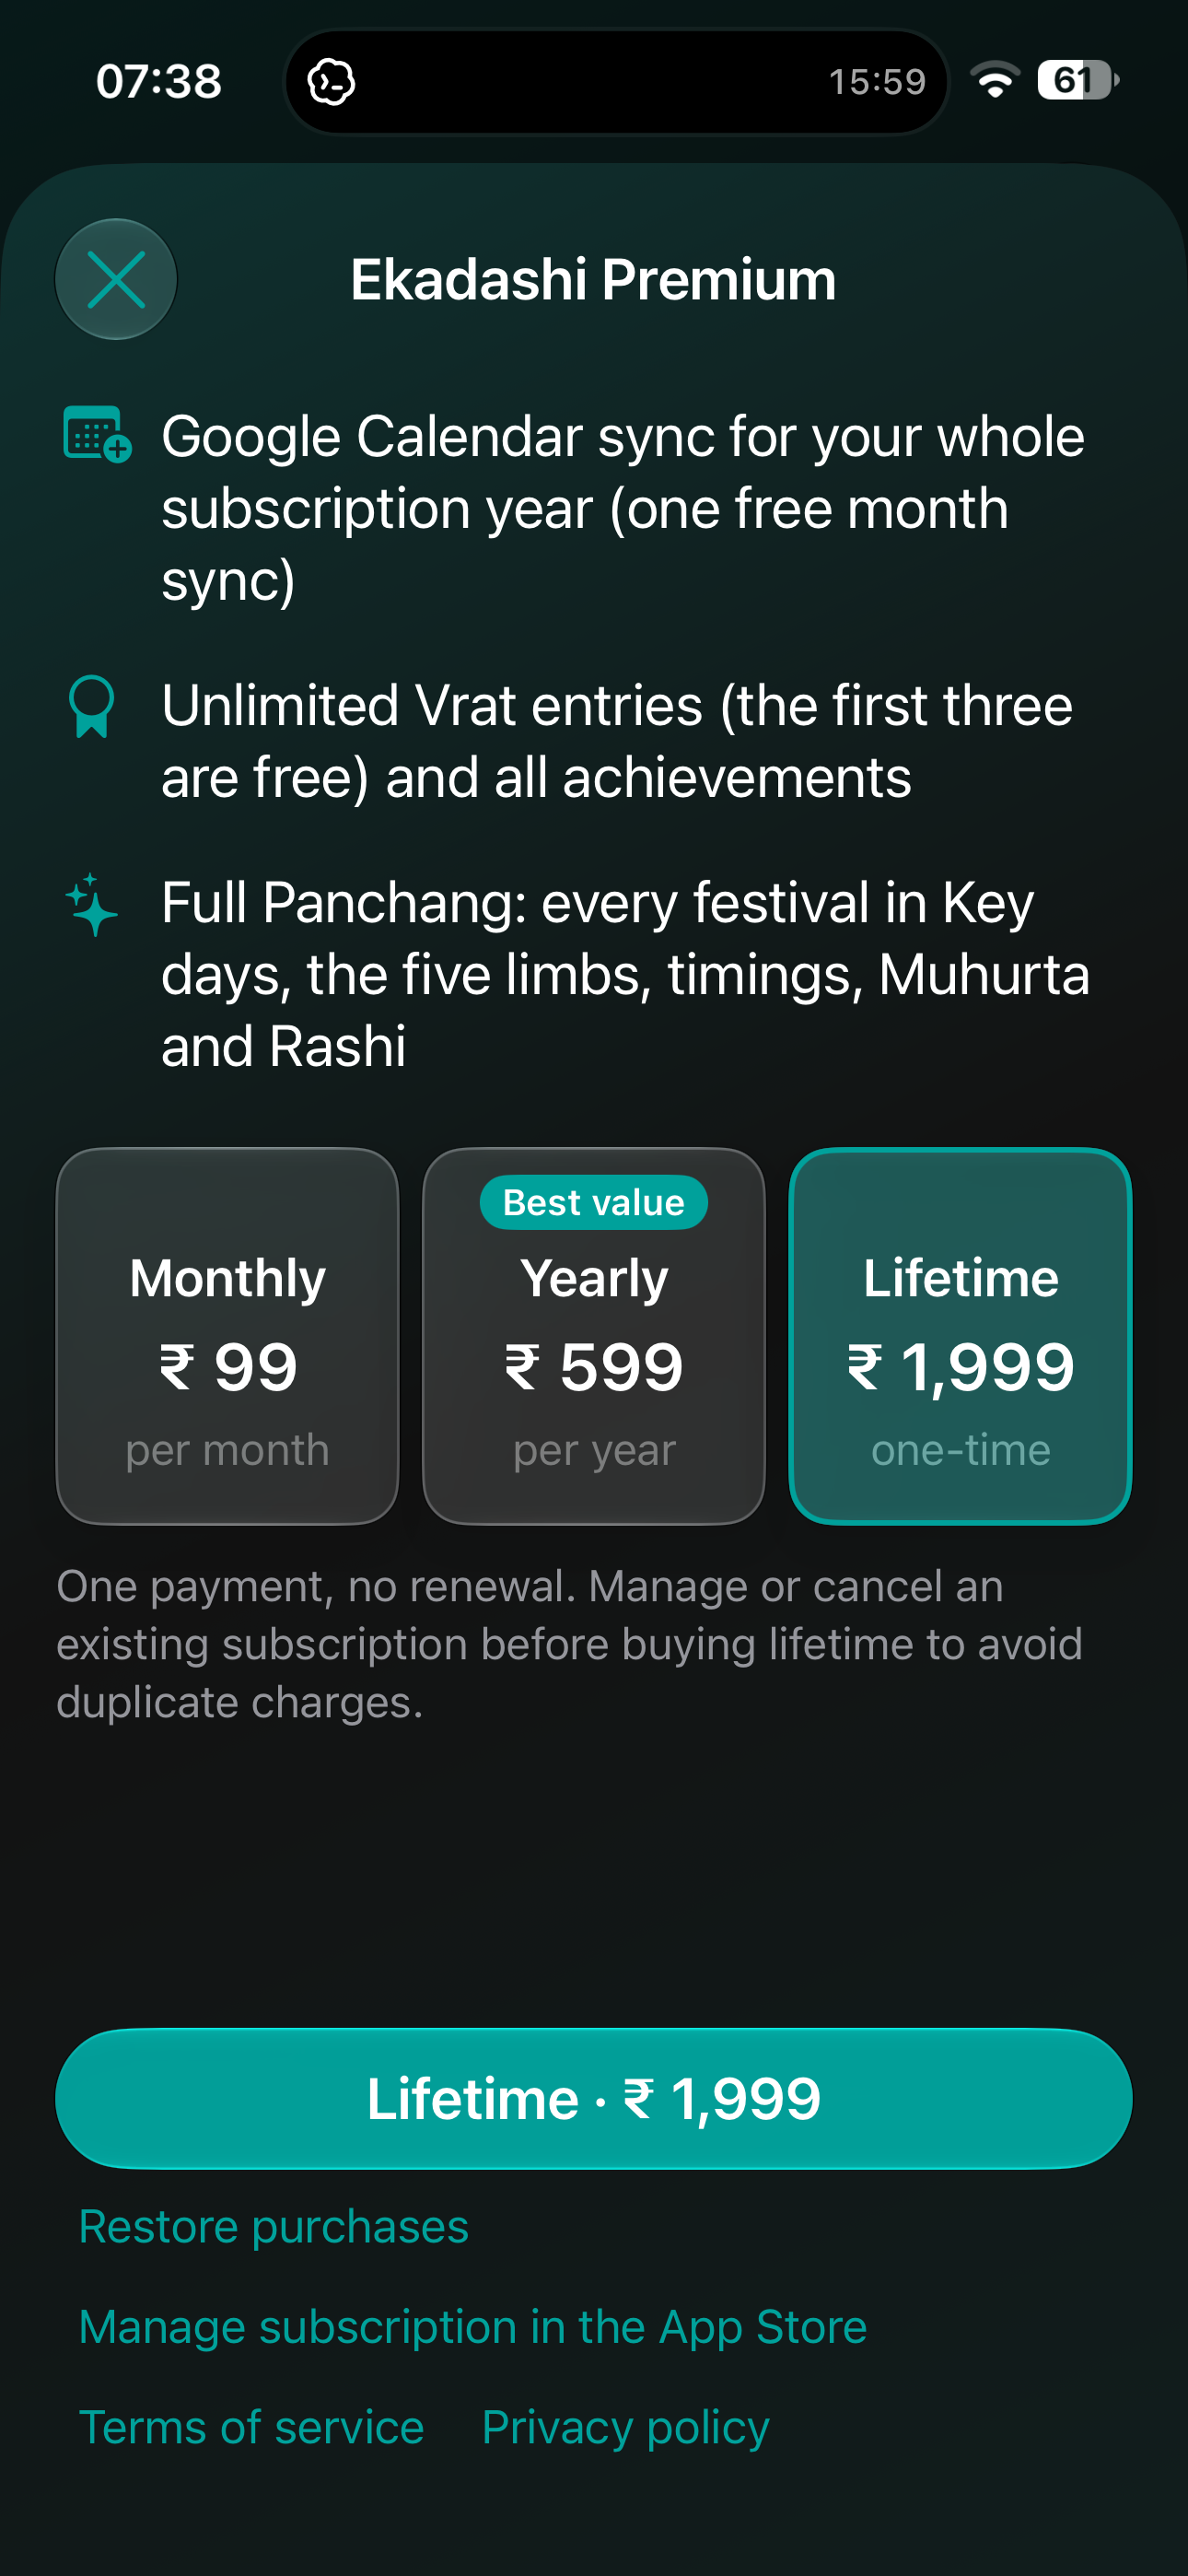 07:38
15:59
61
Ekadashi Premium
Google Calendar sync for your whole
subscription year (one free month
sync)
Unlimited Vrat entries (the first three
are free) and all achievements
Full Panchang: every festival in Key
days, the five limbs, timings, Muhurta
and Rashi
Monthly
₹ 99
per month
Best value
Yearly
₹ 599
per year
Lifetime
₹ 1,999
one-time
One payment, no renewal. Manage or cancel an
existing subscription before buying lifetime to avoid
duplicate charges.
Lifetime · ₹ 1,999
Restore purchases
Manage subscription in the App Store
Terms of service Privacy policy